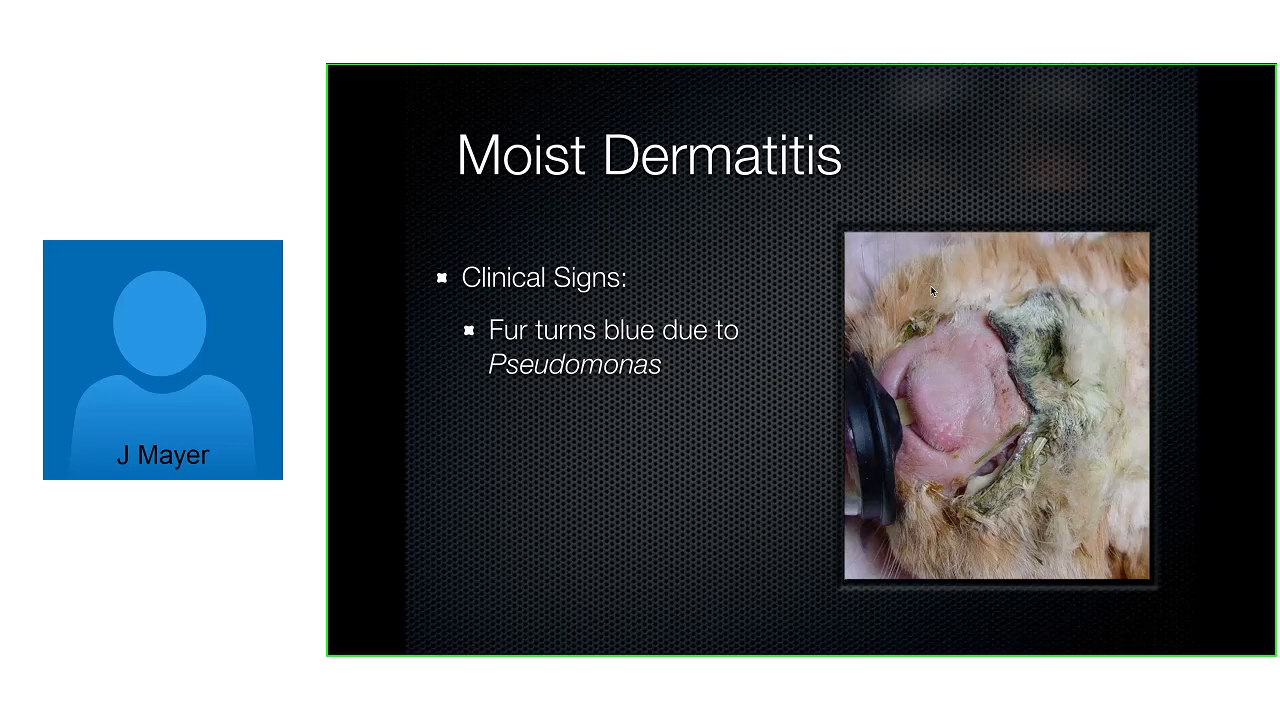 Moist Dermatitis
Clinical Signs:
Fur turns blue due to
Pseudomonas
J Mayer